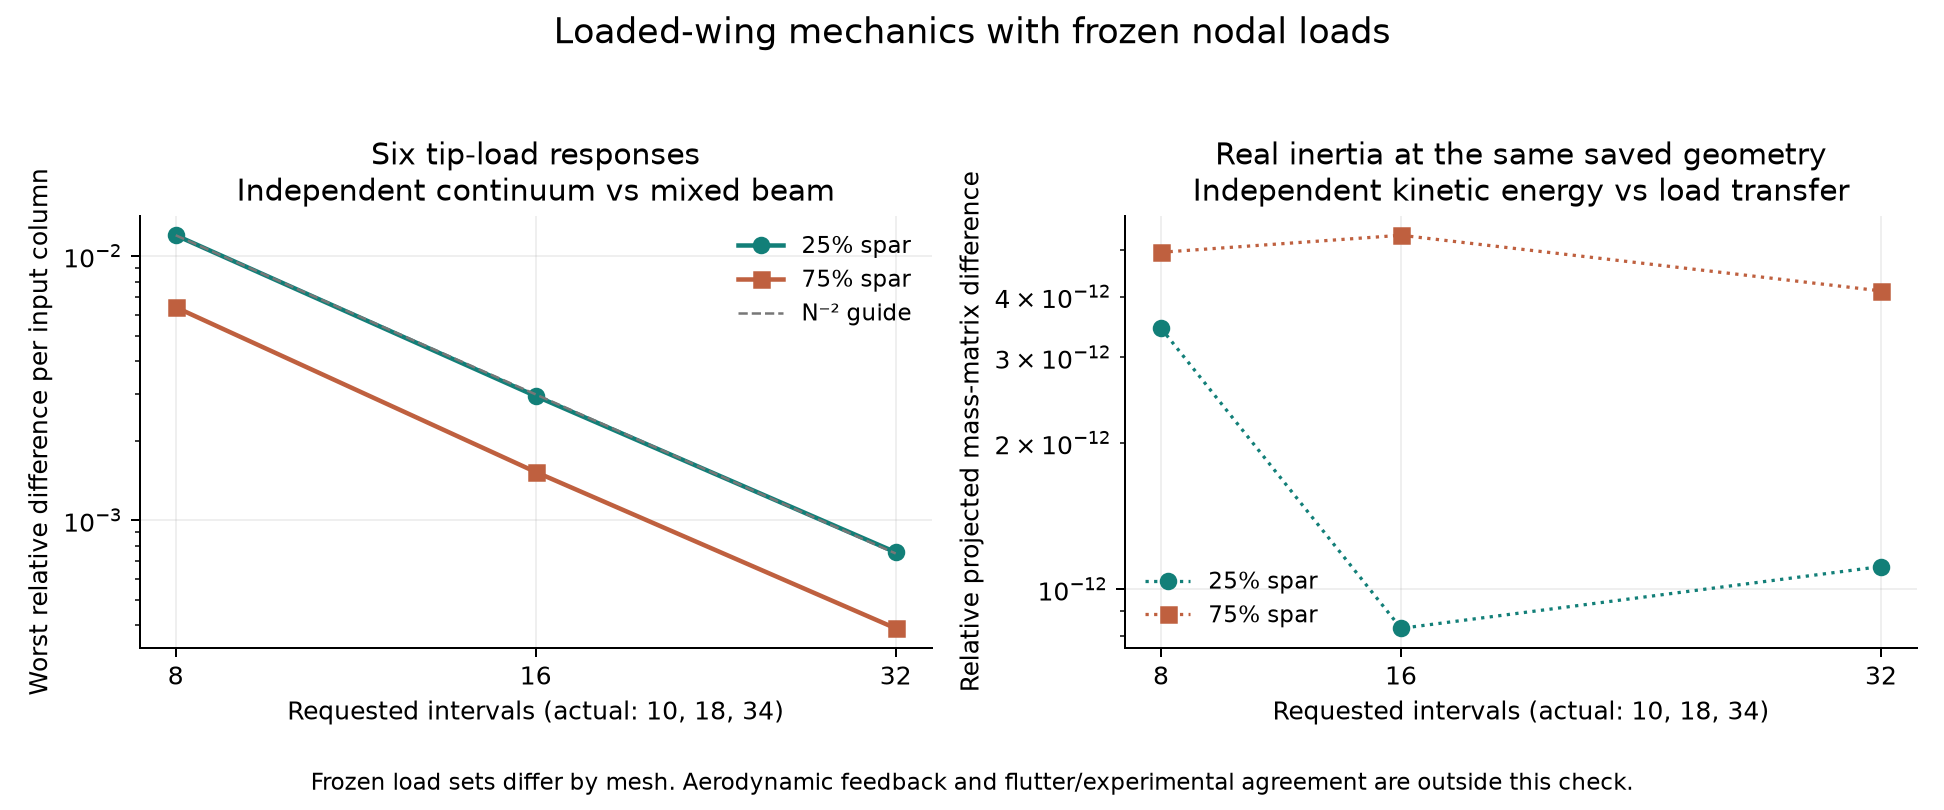 Loaded-wing mechanics with frozen nodal loads
Six tip-load responses
Independent continuum vs mixed beam
Worst relative difference per input column
10⁻²
10⁻³
25% spar
75% spar
N⁻² guide
8
16
32
Requested intervals (actual: 10, 18, 34)
Real inertia at the same saved geometry
Independent kinetic energy vs load transfer
Relative projected mass-matrix difference
4 × 10⁻¹²
3 × 10⁻¹²
2 × 10⁻¹²
10⁻¹²
25% spar
75% spar
8
16
32
Requested intervals (actual: 10, 18, 34)
Frozen load sets differ by mesh. Aerodynamic feedback and flutter/experimental agreement are outside this check.